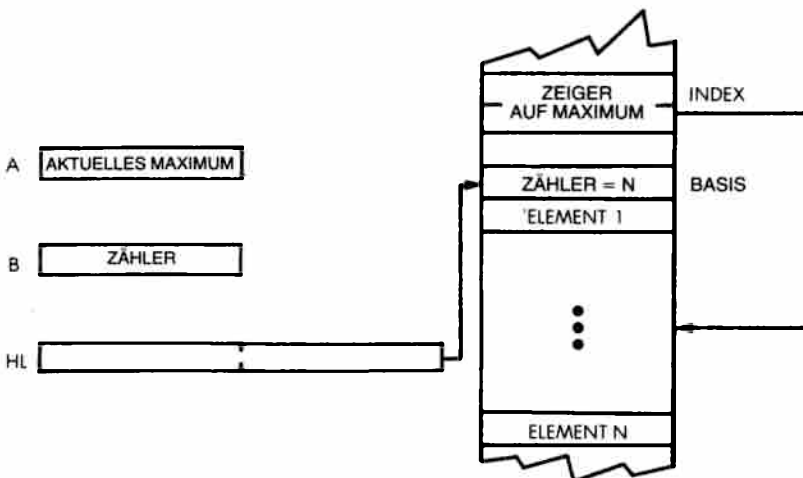 ZEIGER
AUF MAXIMUM
INDEX
A
AKTUELLES MAXIMUM
ZÄHLER = N
BASIS
ELEMENT 1
B
ZÄHLER
HL
ELEMENT N